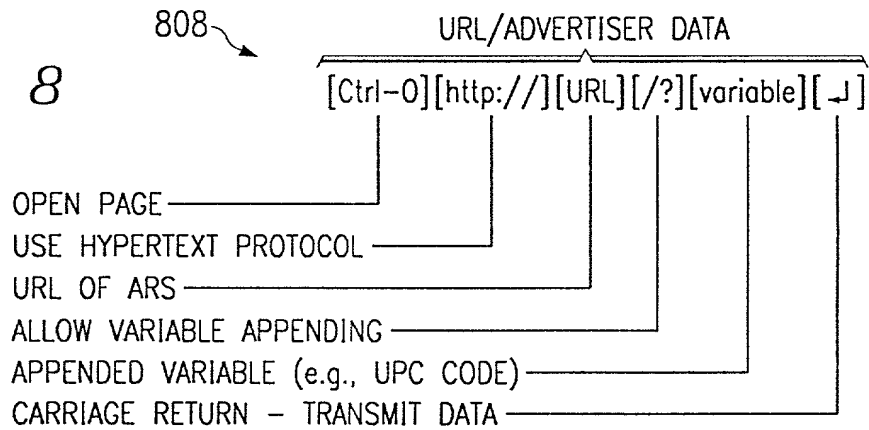 808
URL/ADVERTISER DATA
8
[Ctrl-O][http://][URL][/?][variable][↵]
OPEN PAGE
USE HYPERTEXT PROTOCOL
URL OF ARS
ALLOW VARIABLE APPENDING
APPENDED VARIABLE (e.g., UPC CODE)
CARRIAGE RETURN – TRANSMIT DATA